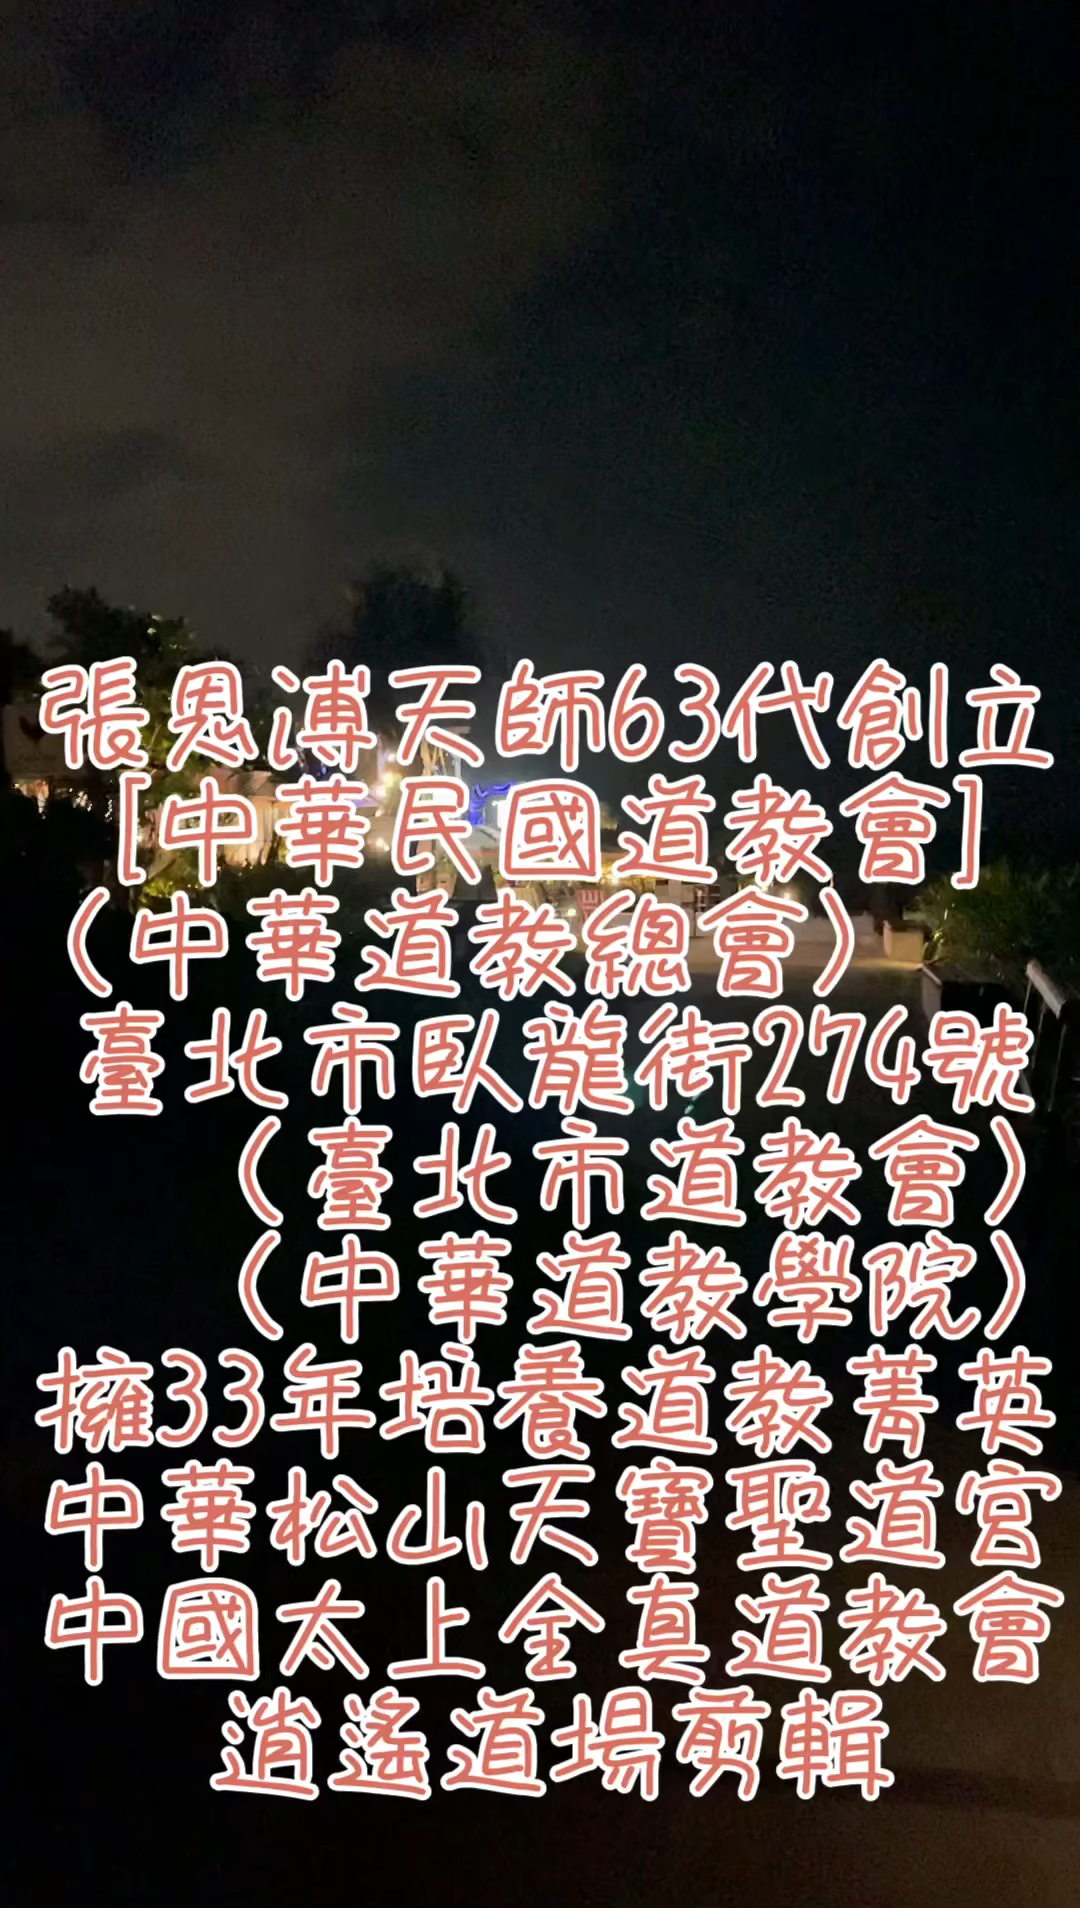 張恩溥天師63代創立
[中華民國道教會]
(中華道教總會)
臺北市臥龍街274號
(臺北市道教會)
(中華道教學院)
擁33年培養道教菁英
中華松山天寶聖道宮
中國太上全真道教會
逍遙道場剪輯